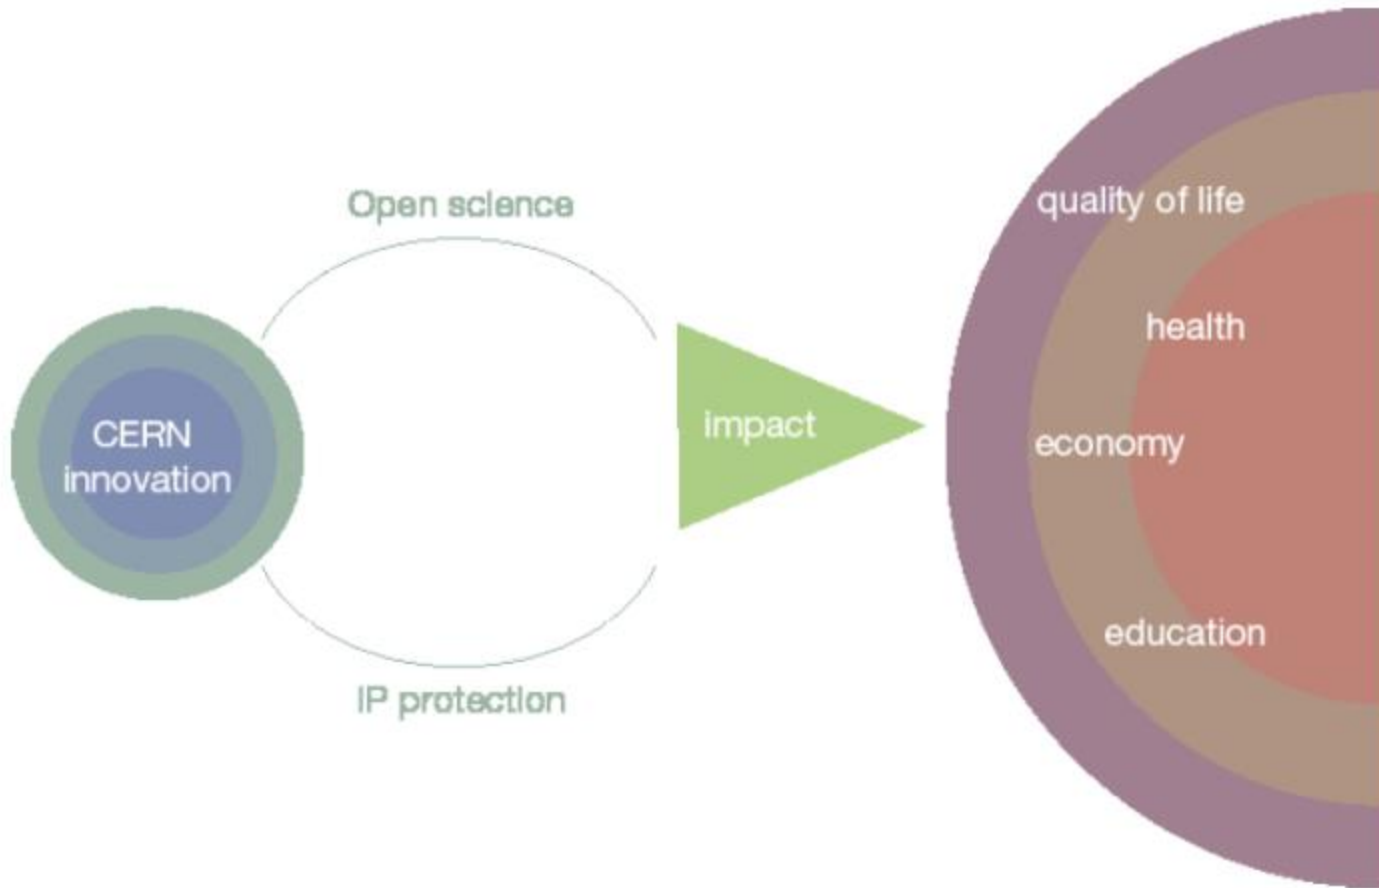 Open science
CERN
innovation
IP protection
impact
quality of life
health
economy
education